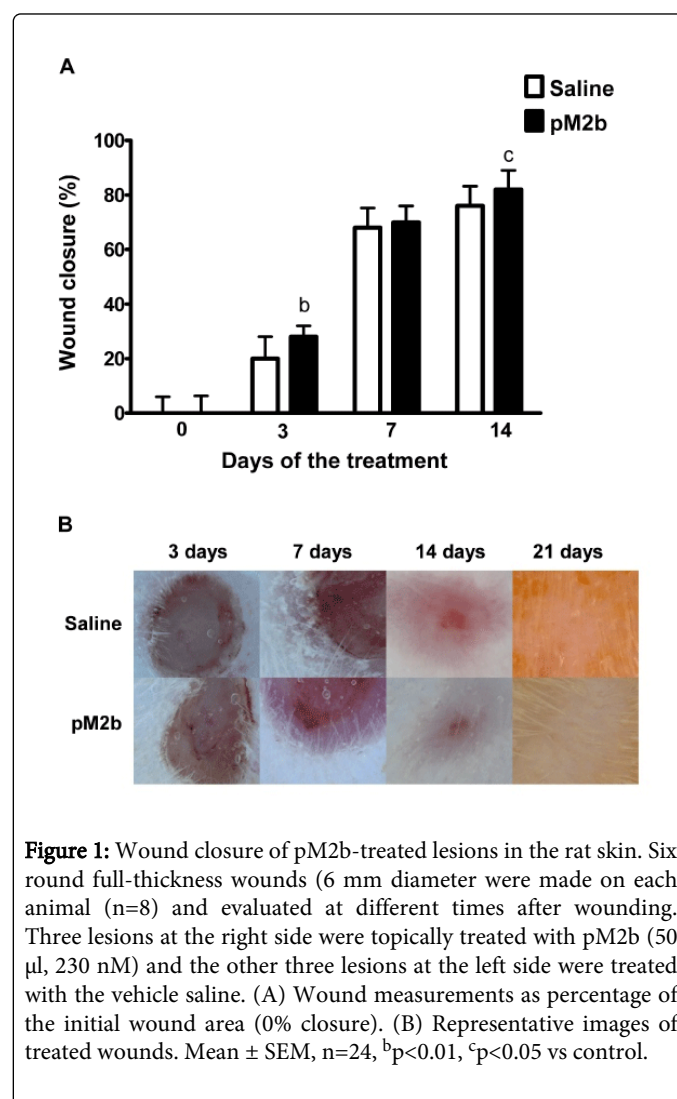 A
Saline
pM2b
100
80
60
40
20
0
Wound closure (%)
b
c
0 3 7 14
Days of the treatment
B
3 days 7 days 14 days 21 days
Saline
pM2b
Figure 1: Wound closure of pM2b-treated lesions in the rat skin. Six
round full-thickness wounds (6 mm diameter were made on each
animal (n=8) and evaluated at different times after wounding.
Three lesions at the right side were topically treated with pM2b (50
μl, 230 nM) and the other three lesions at the left side were treated
with the vehicle saline. (A) Wound measurements as percentage of
the initial wound area (0% closure). (B) Representative images of
treated wounds. Mean ± SEM, n=24, ᵇp<0.01, ᶜp<0.05 vs control.